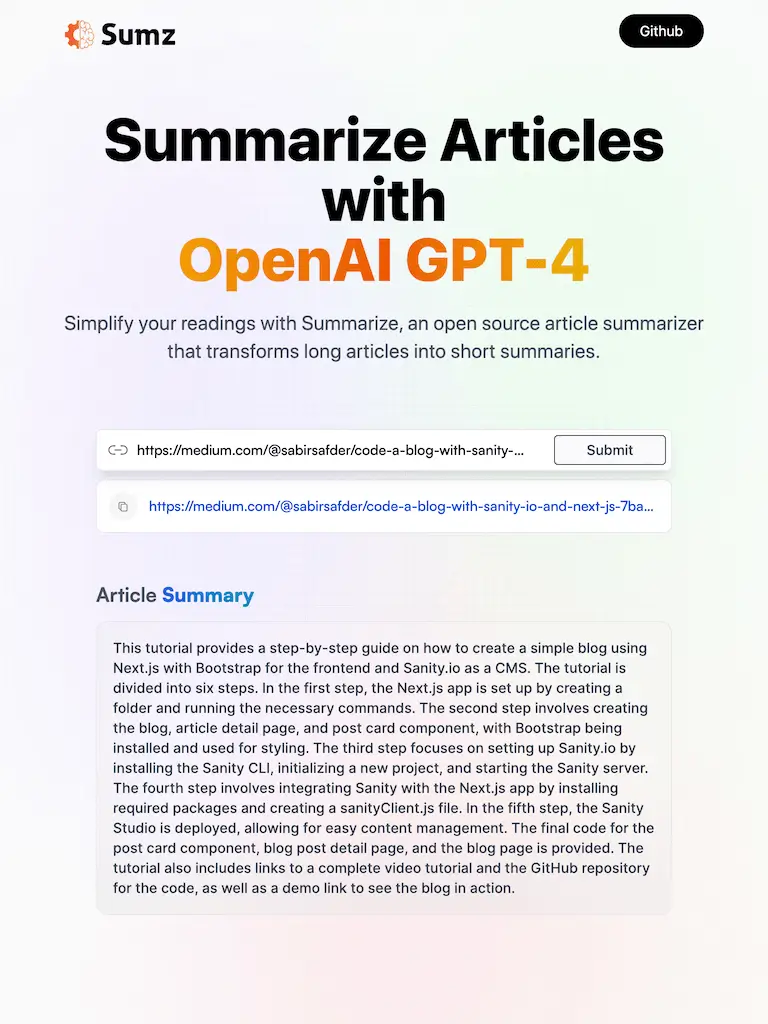 Sumz
Github
Summarize Articles
with
OpenAI GPT-4
Simplify your readings with Summarize, an open source article summarizer
that transforms long articles into short summaries.
https://medium.com/@sabirsafder/code-a-blog-with-sanity-...
Submit
https://medium.com/@sabirsafder/code-a-blog-with-sanity-io-and-next-js-7ba...
Article Summary
This tutorial provides a step-by-step guide on how to create a simple blog using
Next.js with Bootstrap for the frontend and Sanity.io as a CMS. The tutorial is
divided into six steps. In the first step, the Next.js app is set up by creating a
folder and running the necessary commands. The second step involves creating
the blog, article detail page, and post card component, with Bootstrap being
installed and used for styling. The third step focuses on setting up Sanity.io by
installing the Sanity CLI, initializing a new project, and starting the Sanity server.
The fourth step involves integrating Sanity with the Next.js app by installing
required packages and creating a sanityClient.js file. In the fifth step, the Sanity
Studio is deployed, allowing for easy content management. The final code for the
post card component, blog post detail page, and the blog page is provided. The
tutorial also includes links to a complete video tutorial and the GitHub repository
for the code, as well as a demo link to see the blog in action.